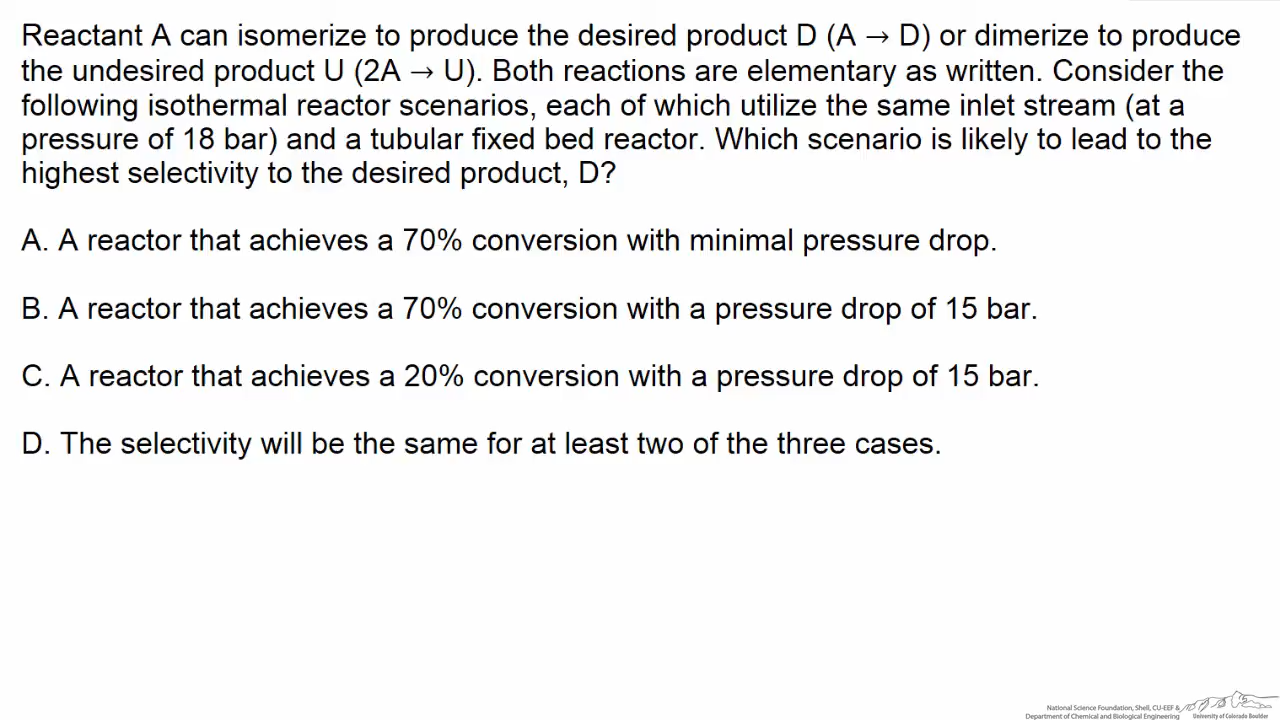 Reactant A can isomerize to produce the desired product D (A → D) or dimerize to produce
the undesired product U (2A → U). Both reactions are elementary as written. Consider the
following isothermal reactor scenarios, each of which utilize the same inlet stream (at a
pressure of 18 bar) and a tubular fixed bed reactor. Which scenario is likely to lead to the
highest selectivity to the desired product, D?
A. A reactor that achieves a 70% conversion with minimal pressure drop.
B. A reactor that achieves a 70% conversion with a pressure drop of 15 bar.
C. A reactor that achieves a 20% conversion with a pressure drop of 15 bar.
D. The selectivity will be the same for at least two of the three cases.
National Science Foundation, Shell, CU-EEF &
Department of Chemical and Biological Engineering
University of Colorado Boulder